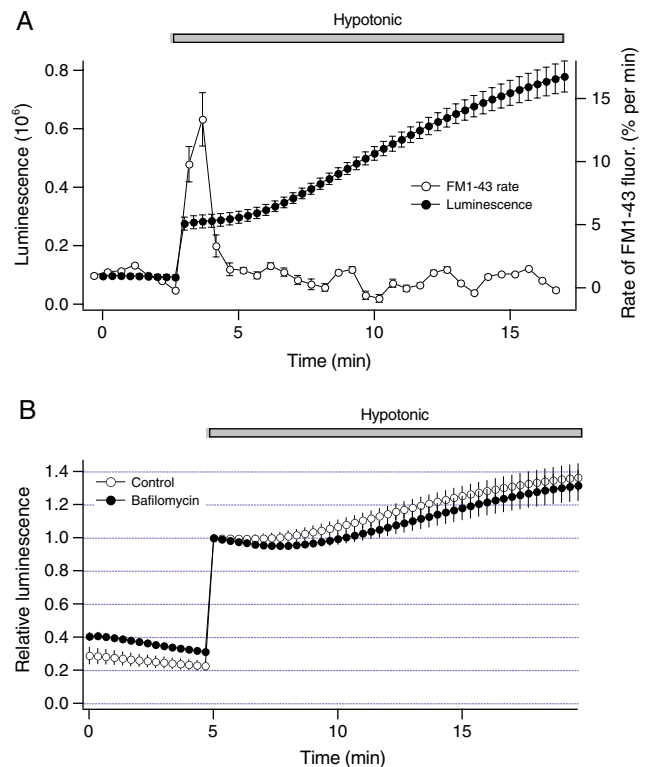 A
Hypotonic
Luminescence (10⁶)
0.8
0.6
0.4
0.2
0.0
15
10
5
0
Rate of FM1-43 fluor. (% per min)
FM1-43 rate
Luminescence
0 5 10 15
Time (min)
B
Hypotonic
Relative luminescence
1.4
1.2
1.0
0.8
0.6
0.4
0.2
0.0
Control
Bafilomycin
0 5 10 15
Time (min)